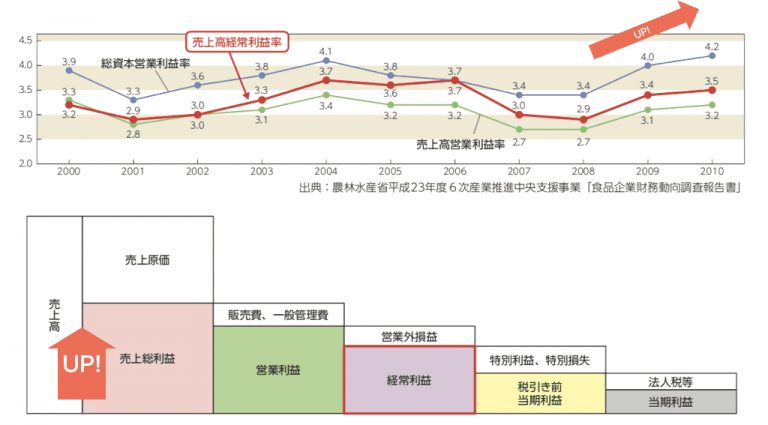 UP!
4.5
4.0
3.5
3.0
2.5
2.0
売上高経常利益率
総資本営業利益率
売上高営業利益率
3.9
3.3
3.6
3.8
4.1
3.8
3.7
3.4
3.4
4.0
4.2
3.3
2.9
3.0
3.3
3.7
3.6
3.7
3.0
2.9
3.4
3.5
3.2
2.8
3.0
3.1
3.4
3.2
3.2
2.7
2.7
3.1
3.2
2000 2001 2002 2003 2004 2005 2006 2007 2008 2009 2010
出典：農林水産省平成23年度６次産業推進中央支援事業「食品企業財務動向調査報告書」
売上高
UP!
売上原価
売上総利益
販売費、一般管理費
営業利益
営業外損益
経常利益
特別利益、特別損失
税引き前
当期利益
法人税等
当期利益